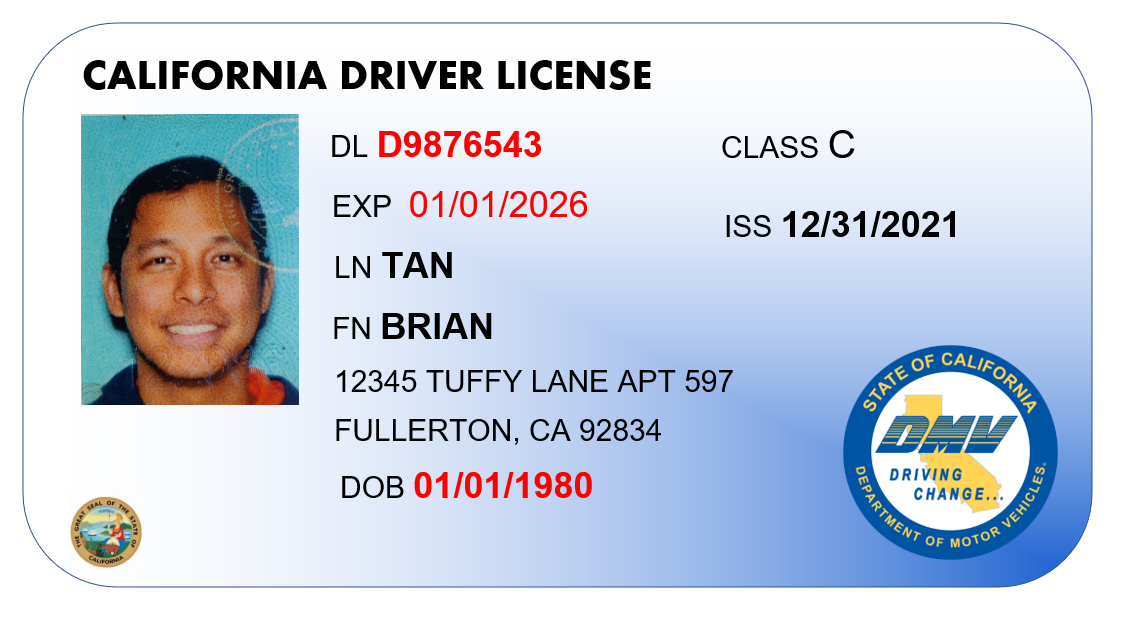 CALIFORNIA DRIVER LICENSE
DL D9876543
CLASS C
EXP 01/01/2026
ISS 12/31/2021
LN TAN
FN BRIAN
12345 TUFFY LANE APT 597
FULLERTON, CA 92834
DOB 01/01/1980
STATE OF CALIFORNIA
DMV
DRIVING
CHANGE...
DEPARTMENT OF MOTOR VEHICLES.
THE GREAT SEAL OF THE STATE OF
CALIFORNIA